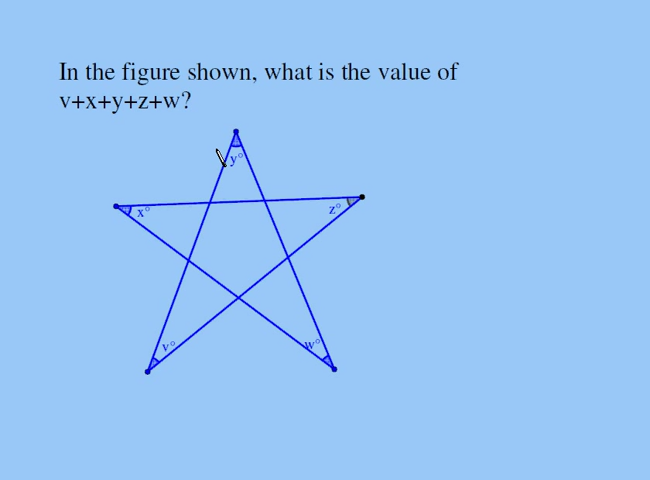 In the figure shown, what is the value of
v+x+y+z+w?
y°
x°
z°
v°
w°